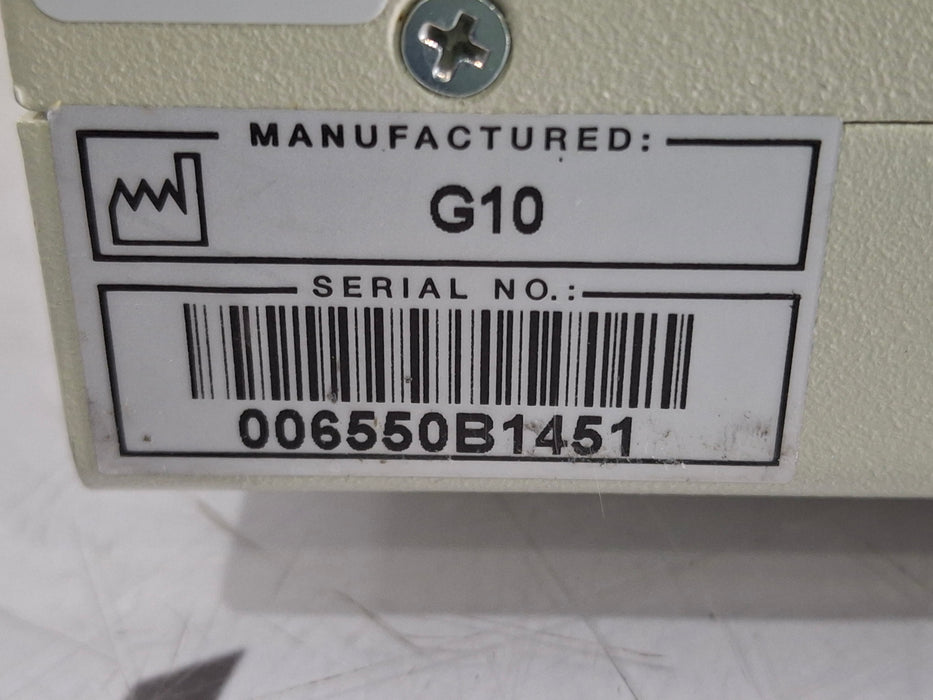 MANUFACTURED:
G10
SERIAL NO.:
006550B1451